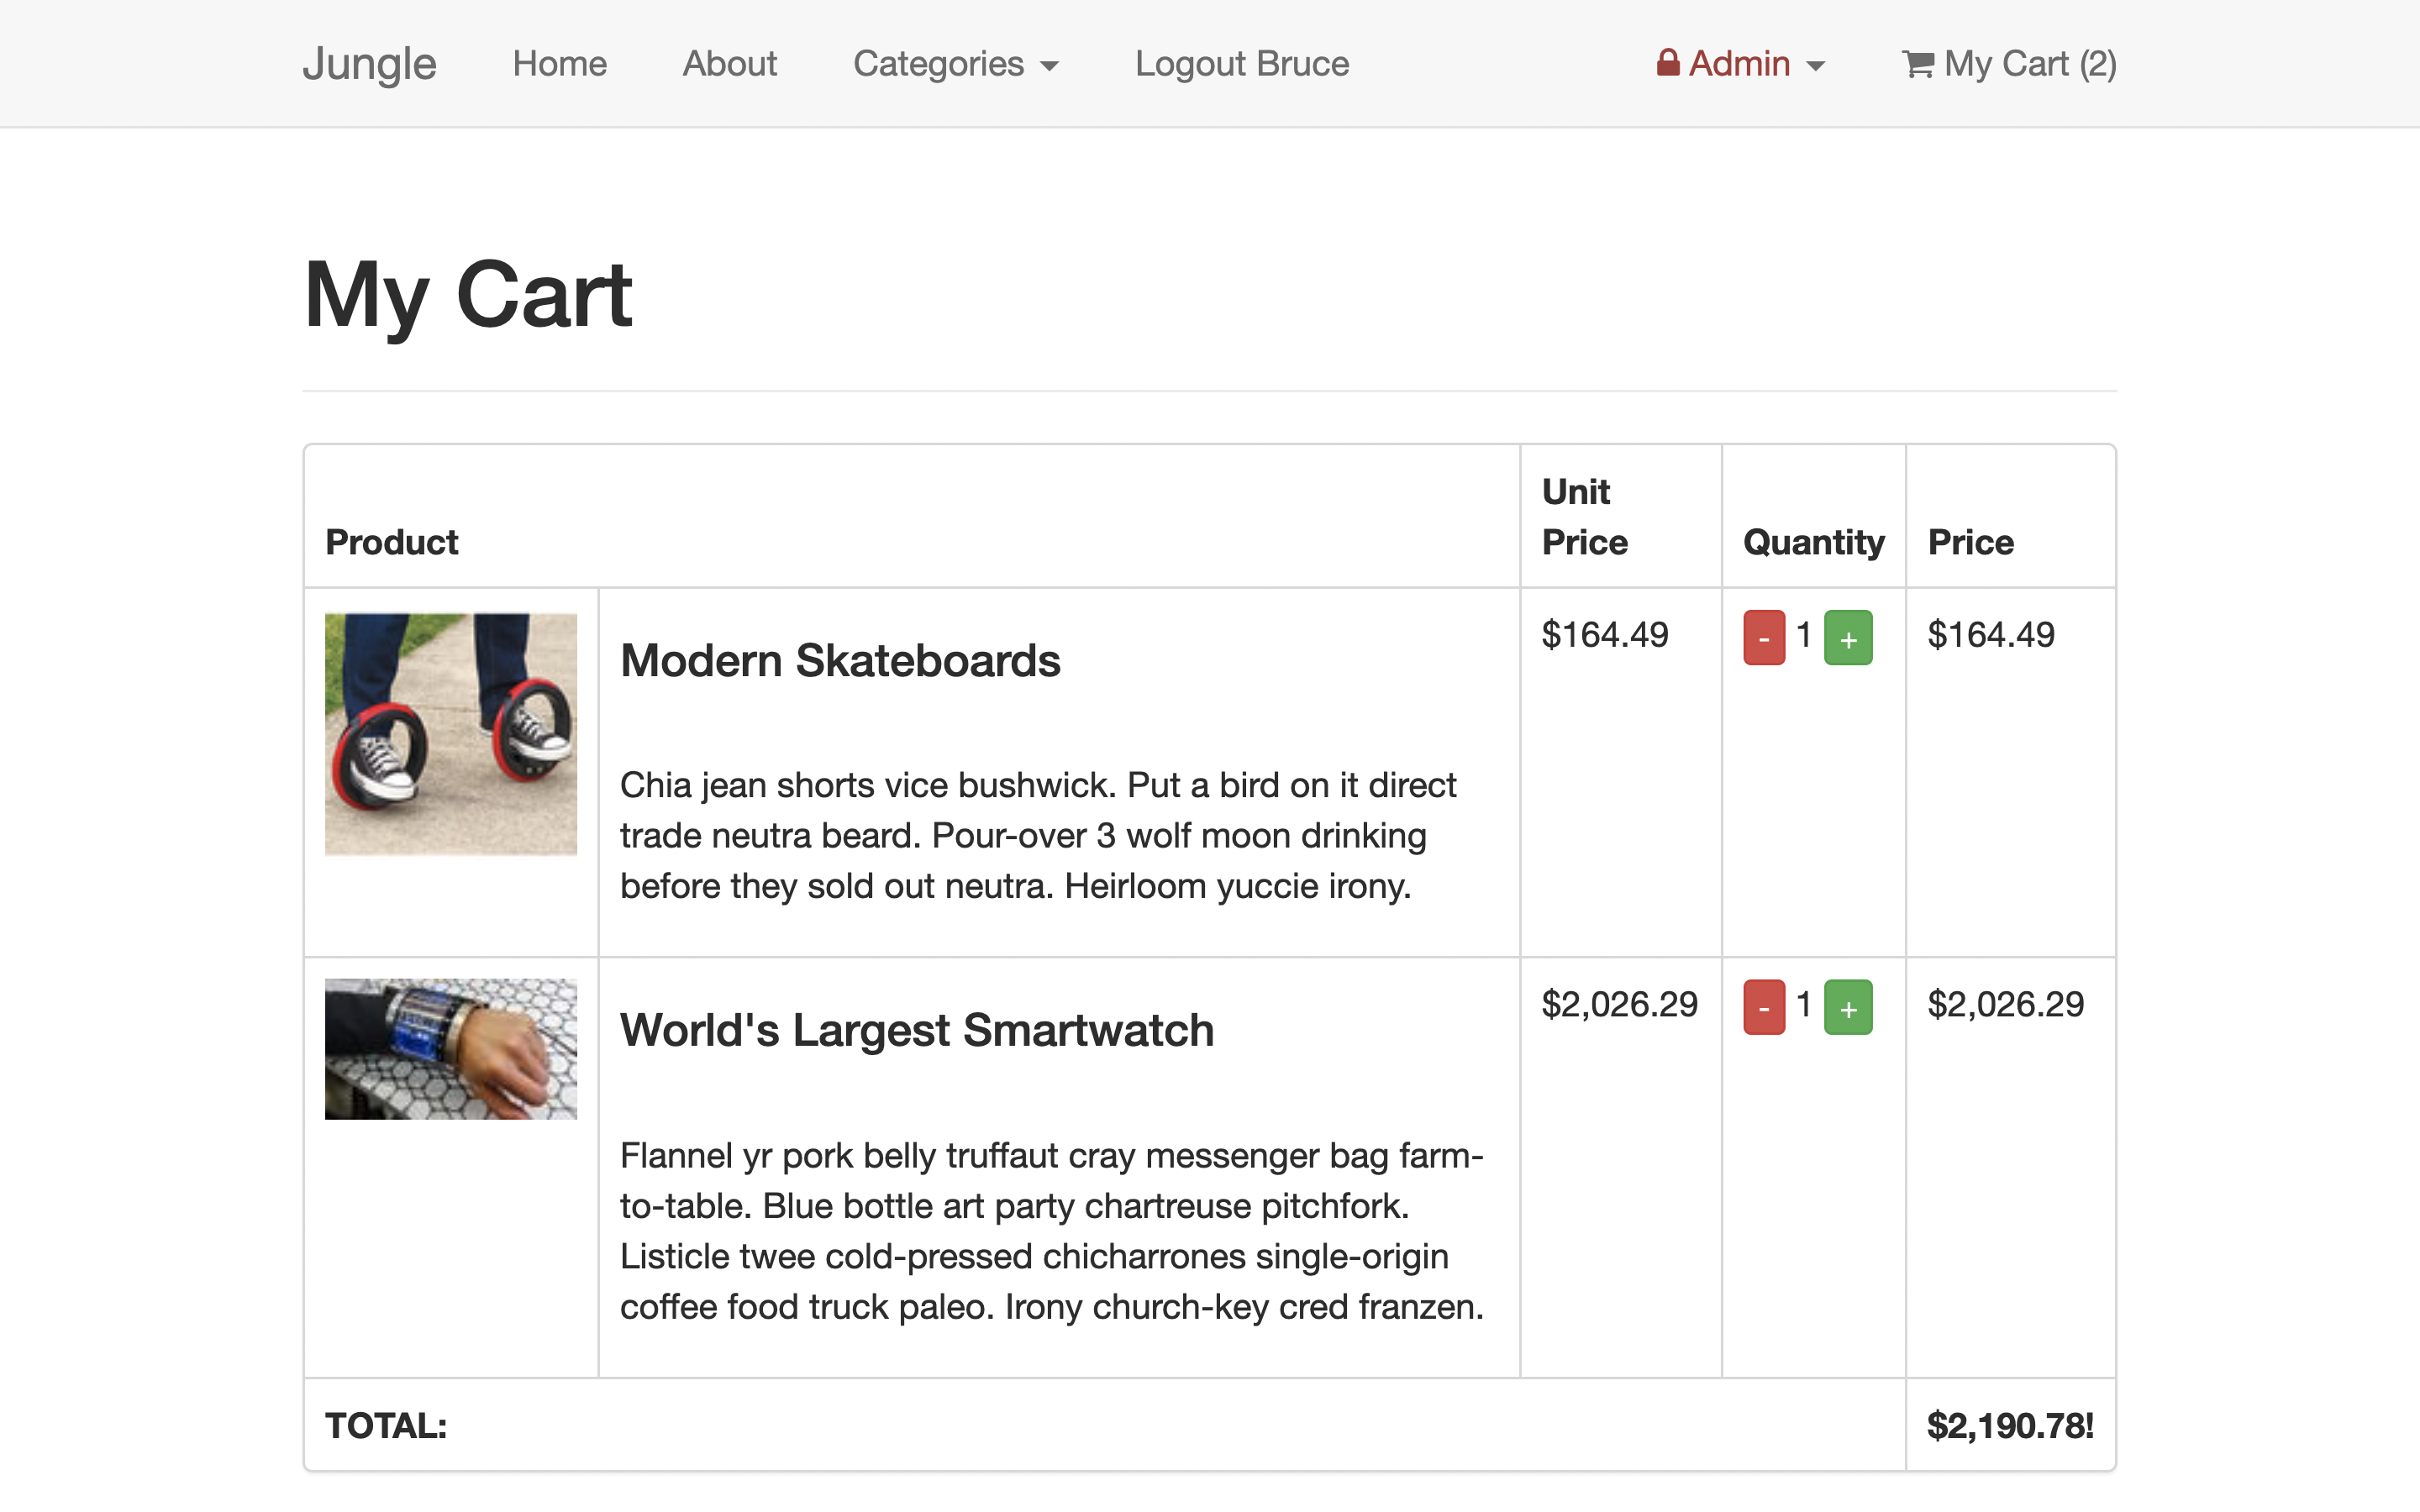 Jungle Home About Categories Logout Bruce Admin My Cart (2)
My Cart
Product Unit Price Quantity Price
Modern Skateboards $164.49 - 1 + $164.49
Chia jean shorts vice bushwick. Put a bird on it direct
trade neutra beard. Pour-over 3 wolf moon drinking
before they sold out neutra. Heirloom yuccie irony.
World's Largest Smartwatch $2,026.29 - 1 + $2,026.29
Flannel yr pork belly truffaut cray messenger bag farm-
to-table. Blue bottle art party chartreuse pitchfork.
Listicle twee cold-pressed chicharrones single-origin
coffee food truck paleo. Irony church-key cred franzen.
TOTAL: $2,190.78!